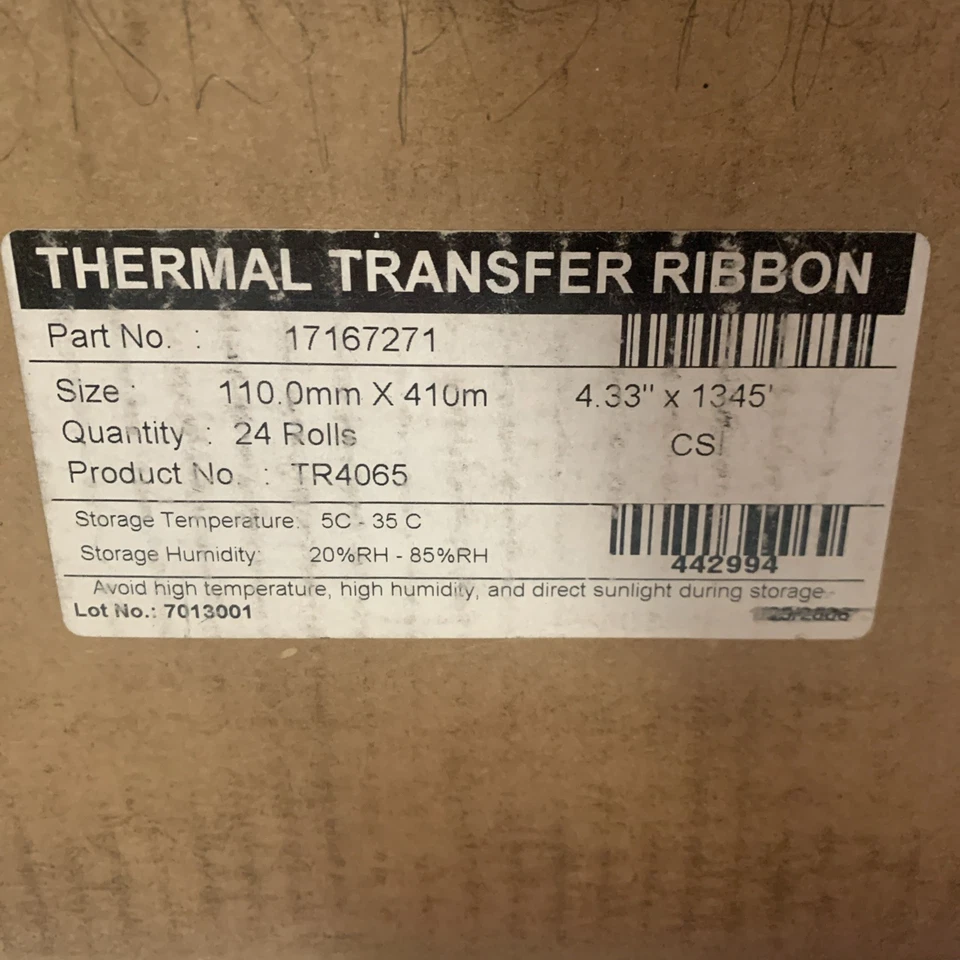 THERMAL TRANSFER RIBBON
Part No. : 17167271
Size : 110.0mm X 410m 4.33" x 1345'
Quantity : 24 Rolls CSI
Product No. : TR4065
Storage Temperature: 5C - 35 C
Storage Humidity: 20%RH - 85%RH
442994
Avoid high temperature, high humidity, and direct sunlight during storage.
Lot No.: 7013001